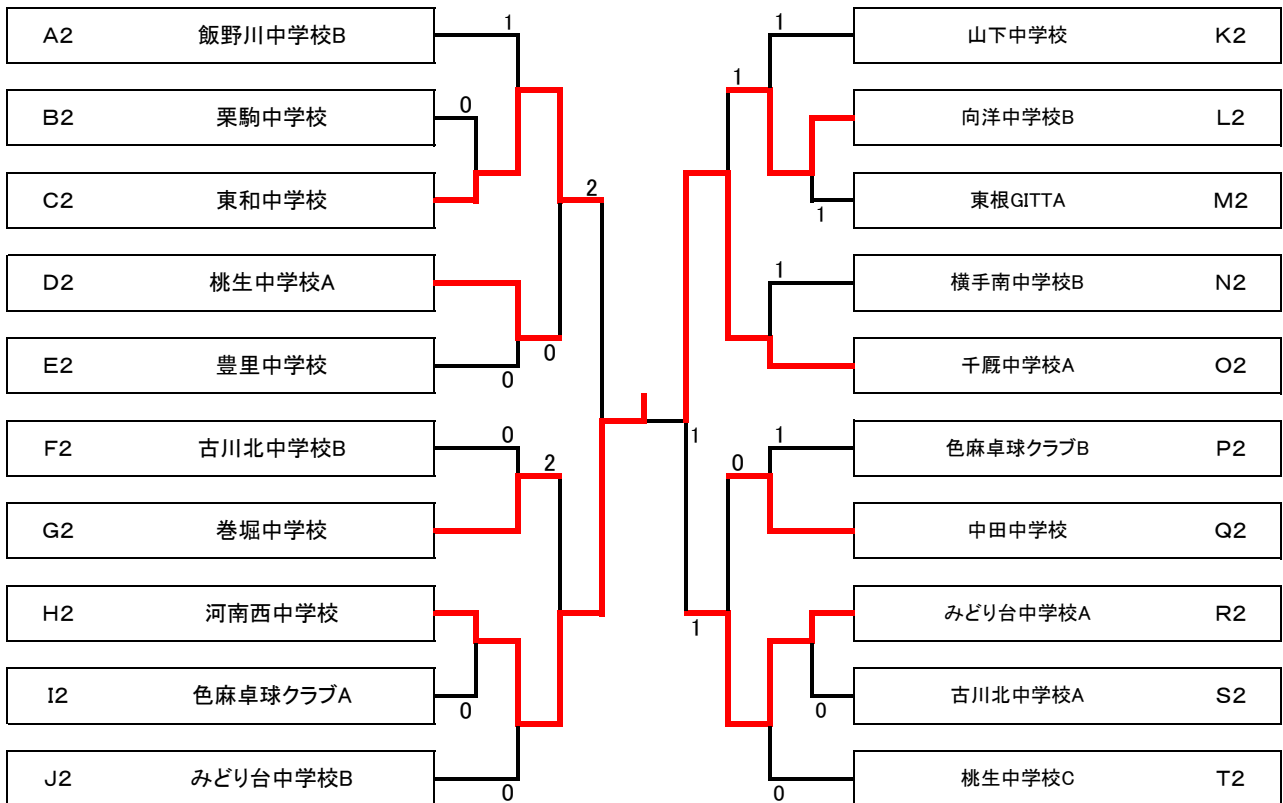 A2 飯野川中学校B
B2 栗駒中学校
C2 東和中学校
D2 桃生中学校A
E2 豊里中学校
F2 古川北中学校B
G2 巻堀中学校
H2 河南西中学校
I2 色麻卓球クラブA
J2 みどり台中学校B
1
0
2
0
0
0
2
0
0
1
1
1
1
1
1
0
1
0
0
山下中学校 K2
向洋中学校B L2
東根GITTA M2
横手南中学校B N2
千厩中学校A O2
色麻卓球クラブB P2
中田中学校 Q2
みどり台中学校A R2
古川北中学校A S2
桃生中学校C T2